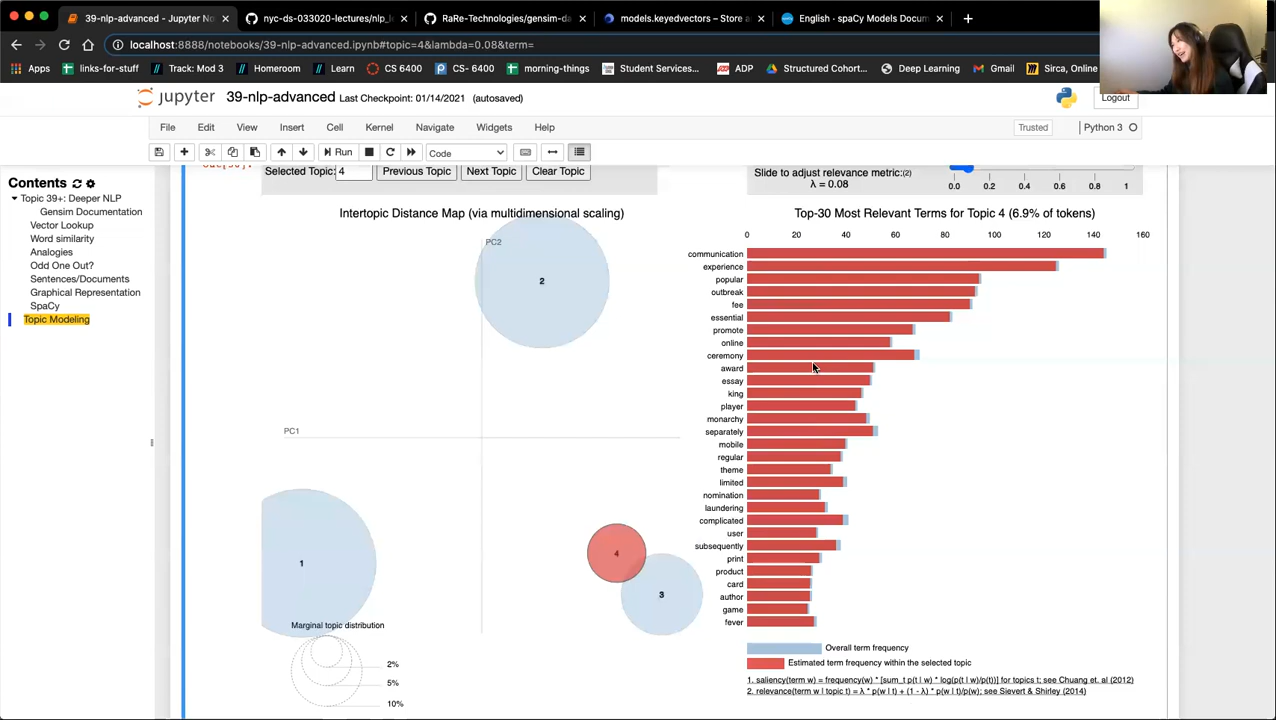 39-nlp-advanced - Jupyter No
nyc-ds-033020-lectures/nlp_
RaRe-Technologies/gensim-da
models.keyedvectors – Store a
English · spaCy Models Docum
localhost:8888/notebooks/39-nlp-advanced.ipynb#topic=4&lambda=0.08&term=
Apps links-for-stuff Track: Mod 3 Homeroom Learn CS 6400 CS- 6400 morning-things Student Services... ADP Structured Cohort... Deep Learning Gmail Sirca, Online
jupyter 39-nlp-advanced Last Checkpoint: 01/14/2021 (autosaved)
Logout
File Edit View Insert Cell Kernel Navigate Widgets Help
Trusted Python 3
Run Code
Contents
Topic 39+: Deeper NLP
Gensim Documentation
Vector Lookup
Word similarity
Analogies
Odd One Out?
Sentences/Documents
Graphical Representation
SpaCy
Topic Modeling
Selected Topic: 4 Previous Topic Next Topic Clear Topic
Slide to adjust relevance metric:(2)
λ = 0.08
0.0 0.2 0.4 0.6 0.8 1
Intertopic Distance Map (via multidimensional scaling)
PC2
2
PC1
1
4
3
Marginal topic distribution
2%
5%
10%
Top-30 Most Relevant Terms for Topic 4 (6.9% of tokens)
0 20 40 60 80 100 120 140 160
communication
experience
popular
outbreak
fee
essential
promote
online
ceremony
award
essay
king
player
monarchy
separately
mobile
regular
theme
limited
nomination
laundering
complicated
user
subsequently
print
product
card
author
game
fever
Overall term frequency
Estimated term frequency within the selected topic
1. saliency(term w) = frequency(w) * [sum_t p(t | w) * log(p(t | w)/p(t))] for topics t; see Chuang et. al (2012)
2. relevance(term w | topic t) = λ * p(w | t) + (1 - λ) * p(w | t)/p(w); see Sievert & Shirley (2014)